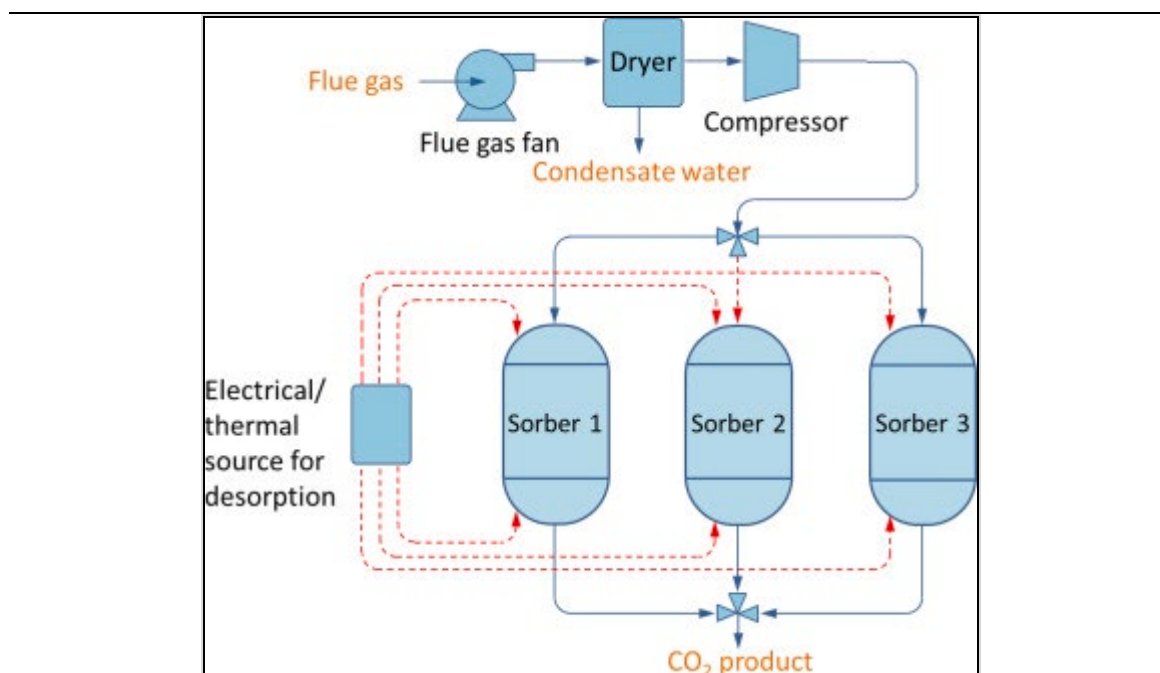 Flue gas
Flue gas fan
Dryer
Condensate water
Compressor
Electrical/
thermal
source for
desorption
Sorber 1
Sorber 2
Sorber 3
CO₂ product